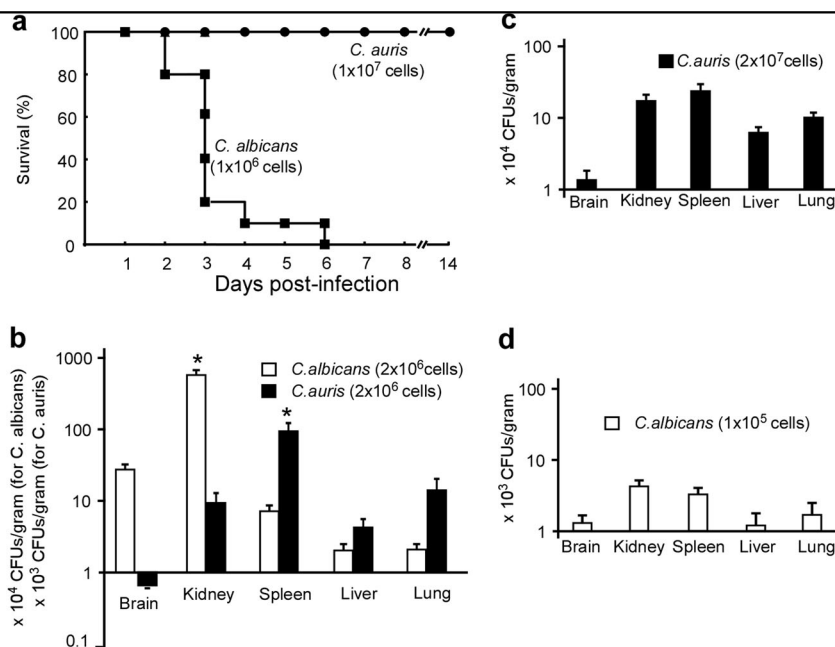 a
Survival (%)
100
80
60
40
20
0
C. auris
(1x10⁷ cells)
C. albicans
(1x10⁶ cells)
1 2 3 4 5 6 7 8 14
Days post-infection
b
x 10⁴ CFUs/gram (for C. albicans)
x 10³ CFUs/gram (for C. auris)
1000
100
10
1
0.1
*
*
C.albicans (2x10⁶cells)
C.auris (2x10⁶ cells)
Brain Kidney Spleen Liver Lung
c
x 10⁴ CFUs/gram
100
10
1
C.auris (2x10⁷cells)
Brain Kidney Spleen Liver Lung
d
x 10³ CFUs/gram
100
10
1
C.albicans (1x10⁵ cells)
Brain Kidney Spleen Liver Lung